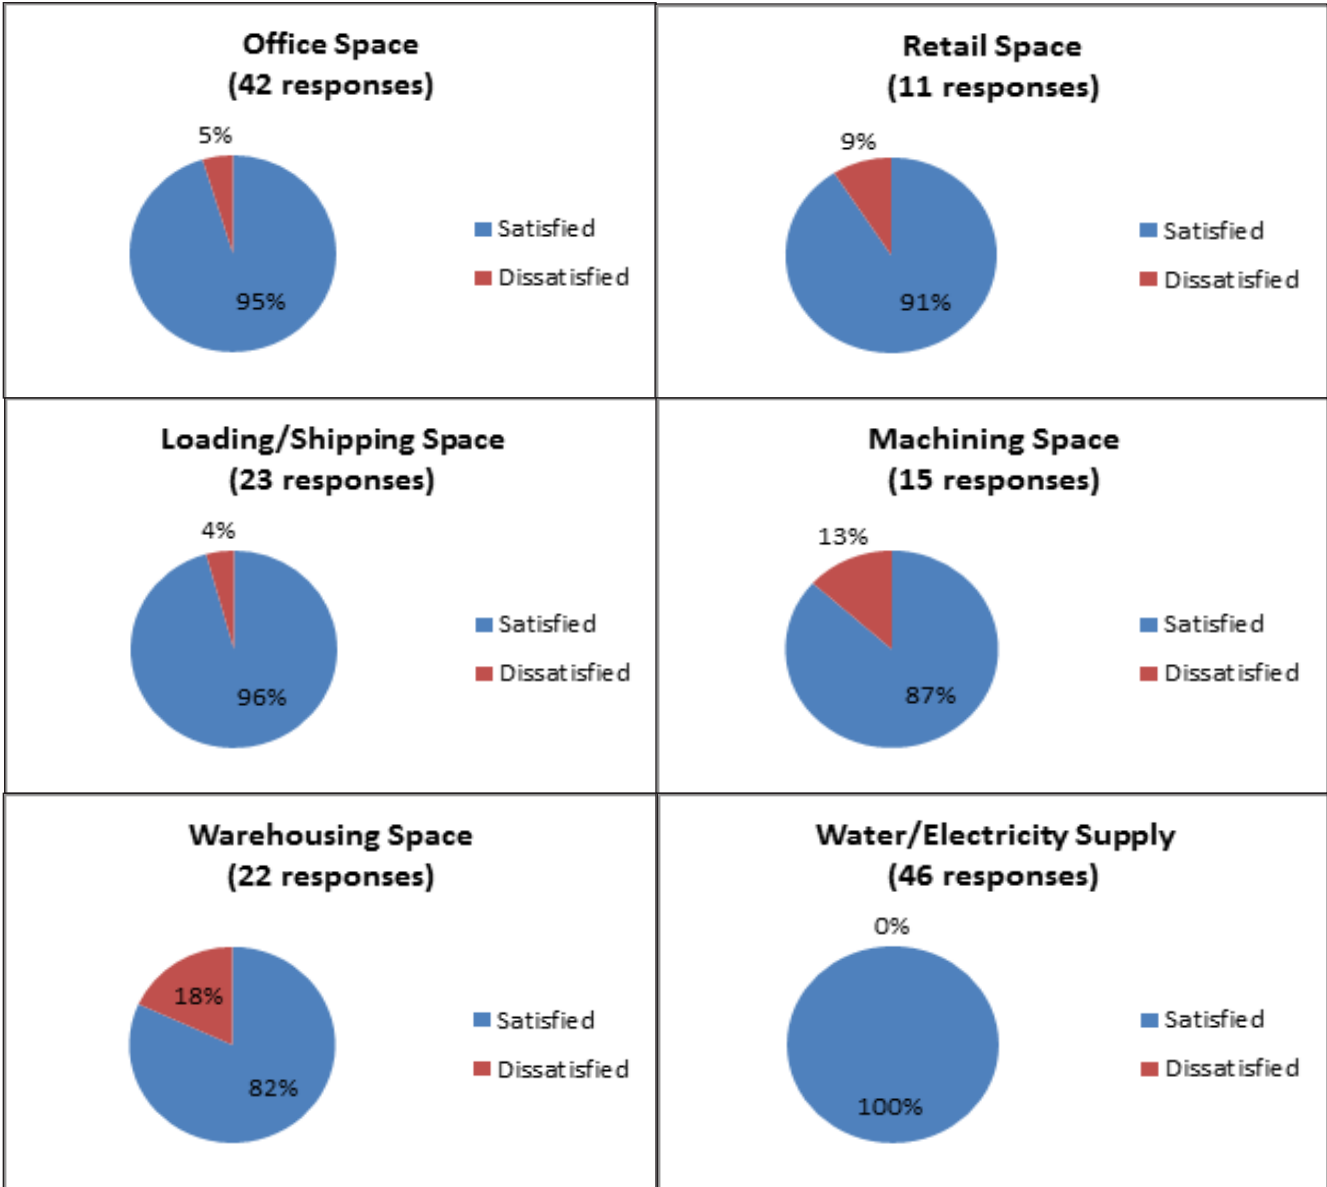 Office Space
(42 responses)
5%
95%
Satisfied
Dissatisfied
Retail Space
(11 responses)
9%
91%
Satisfied
Dissatisfied
Loading/Shipping Space
(23 responses)
4%
96%
Satisfied
Dissatisfied
Machining Space
(15 responses)
13%
87%
Satisfied
Dissatisfied
Warehousing Space
(22 responses)
18%
82%
Satisfied
Dissatisfied
Water/Electricity Supply
(46 responses)
0%
100%
Satisfied
Dissatisfied